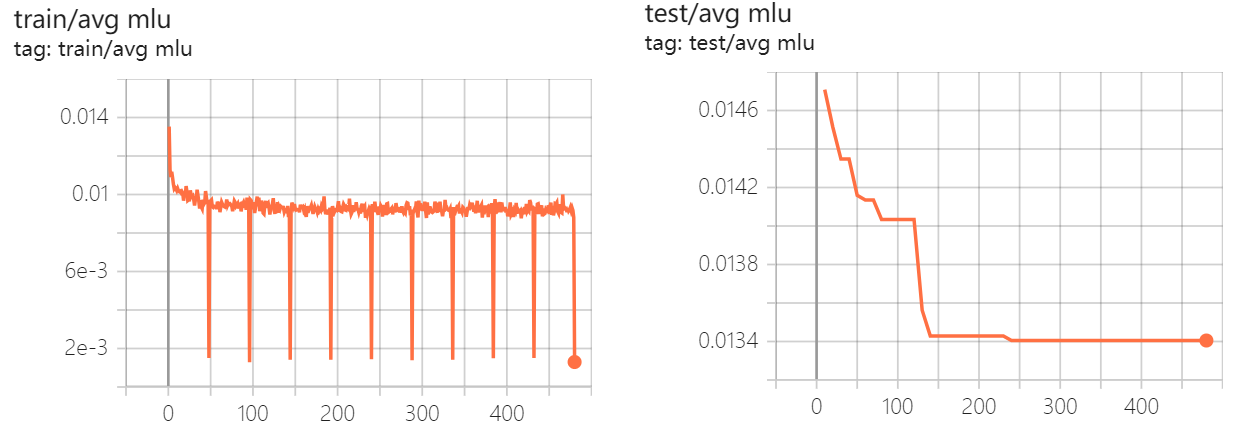 train/avg mlu
tag: train/avg mlu
0.014
0.01
6e-3
2e-3
0 100 200 300 400
test/avg mlu
tag: test/avg mlu
0.0146
0.0142
0.0138
0.0134
0 100 200 300 400